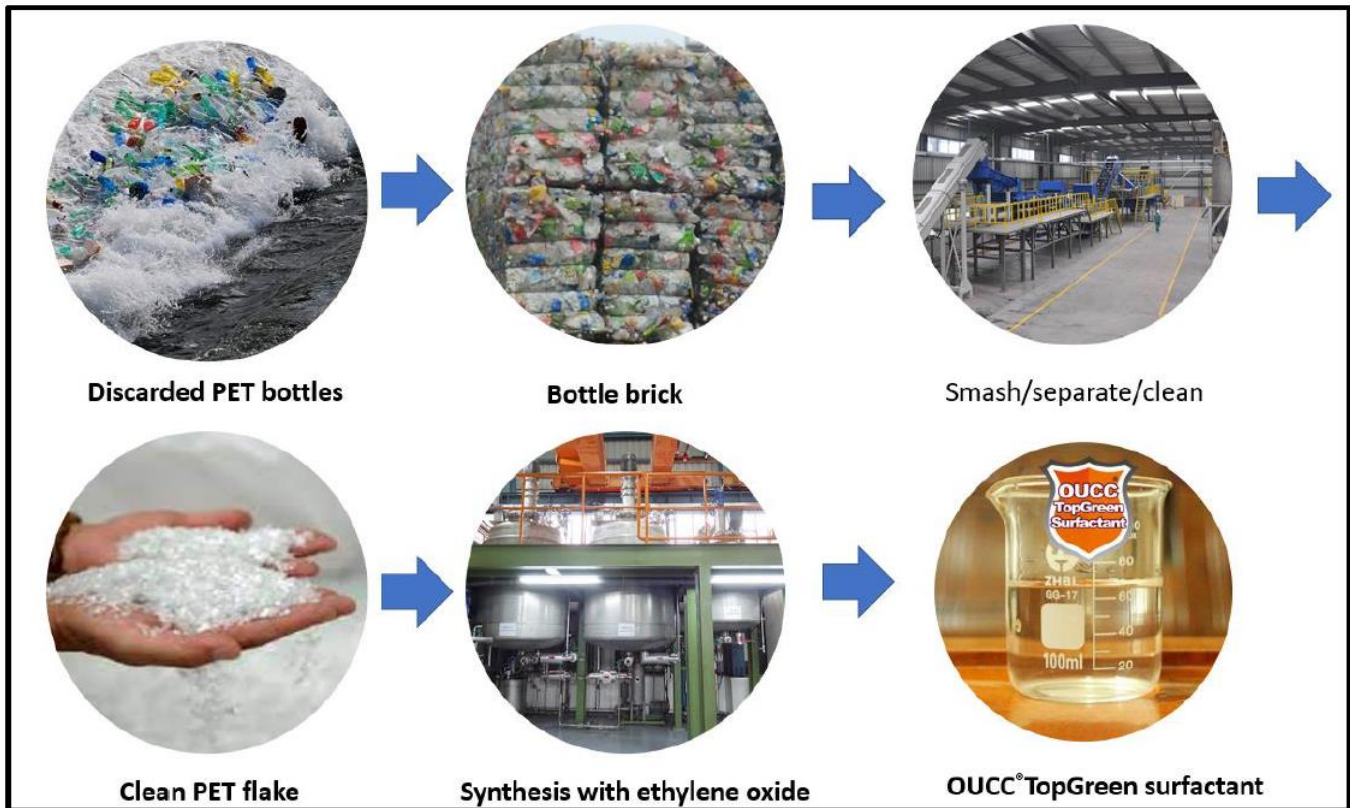 Discarded PET bottles
Bottle brick
Smash/separate/clean
Clean PET flake
Synthesis with ethylene oxide
OUCC
TopGreen
Surfactant
80
ZHBL
GG-17
60
40
100ml
20
OUCC®TopGreen surfactant